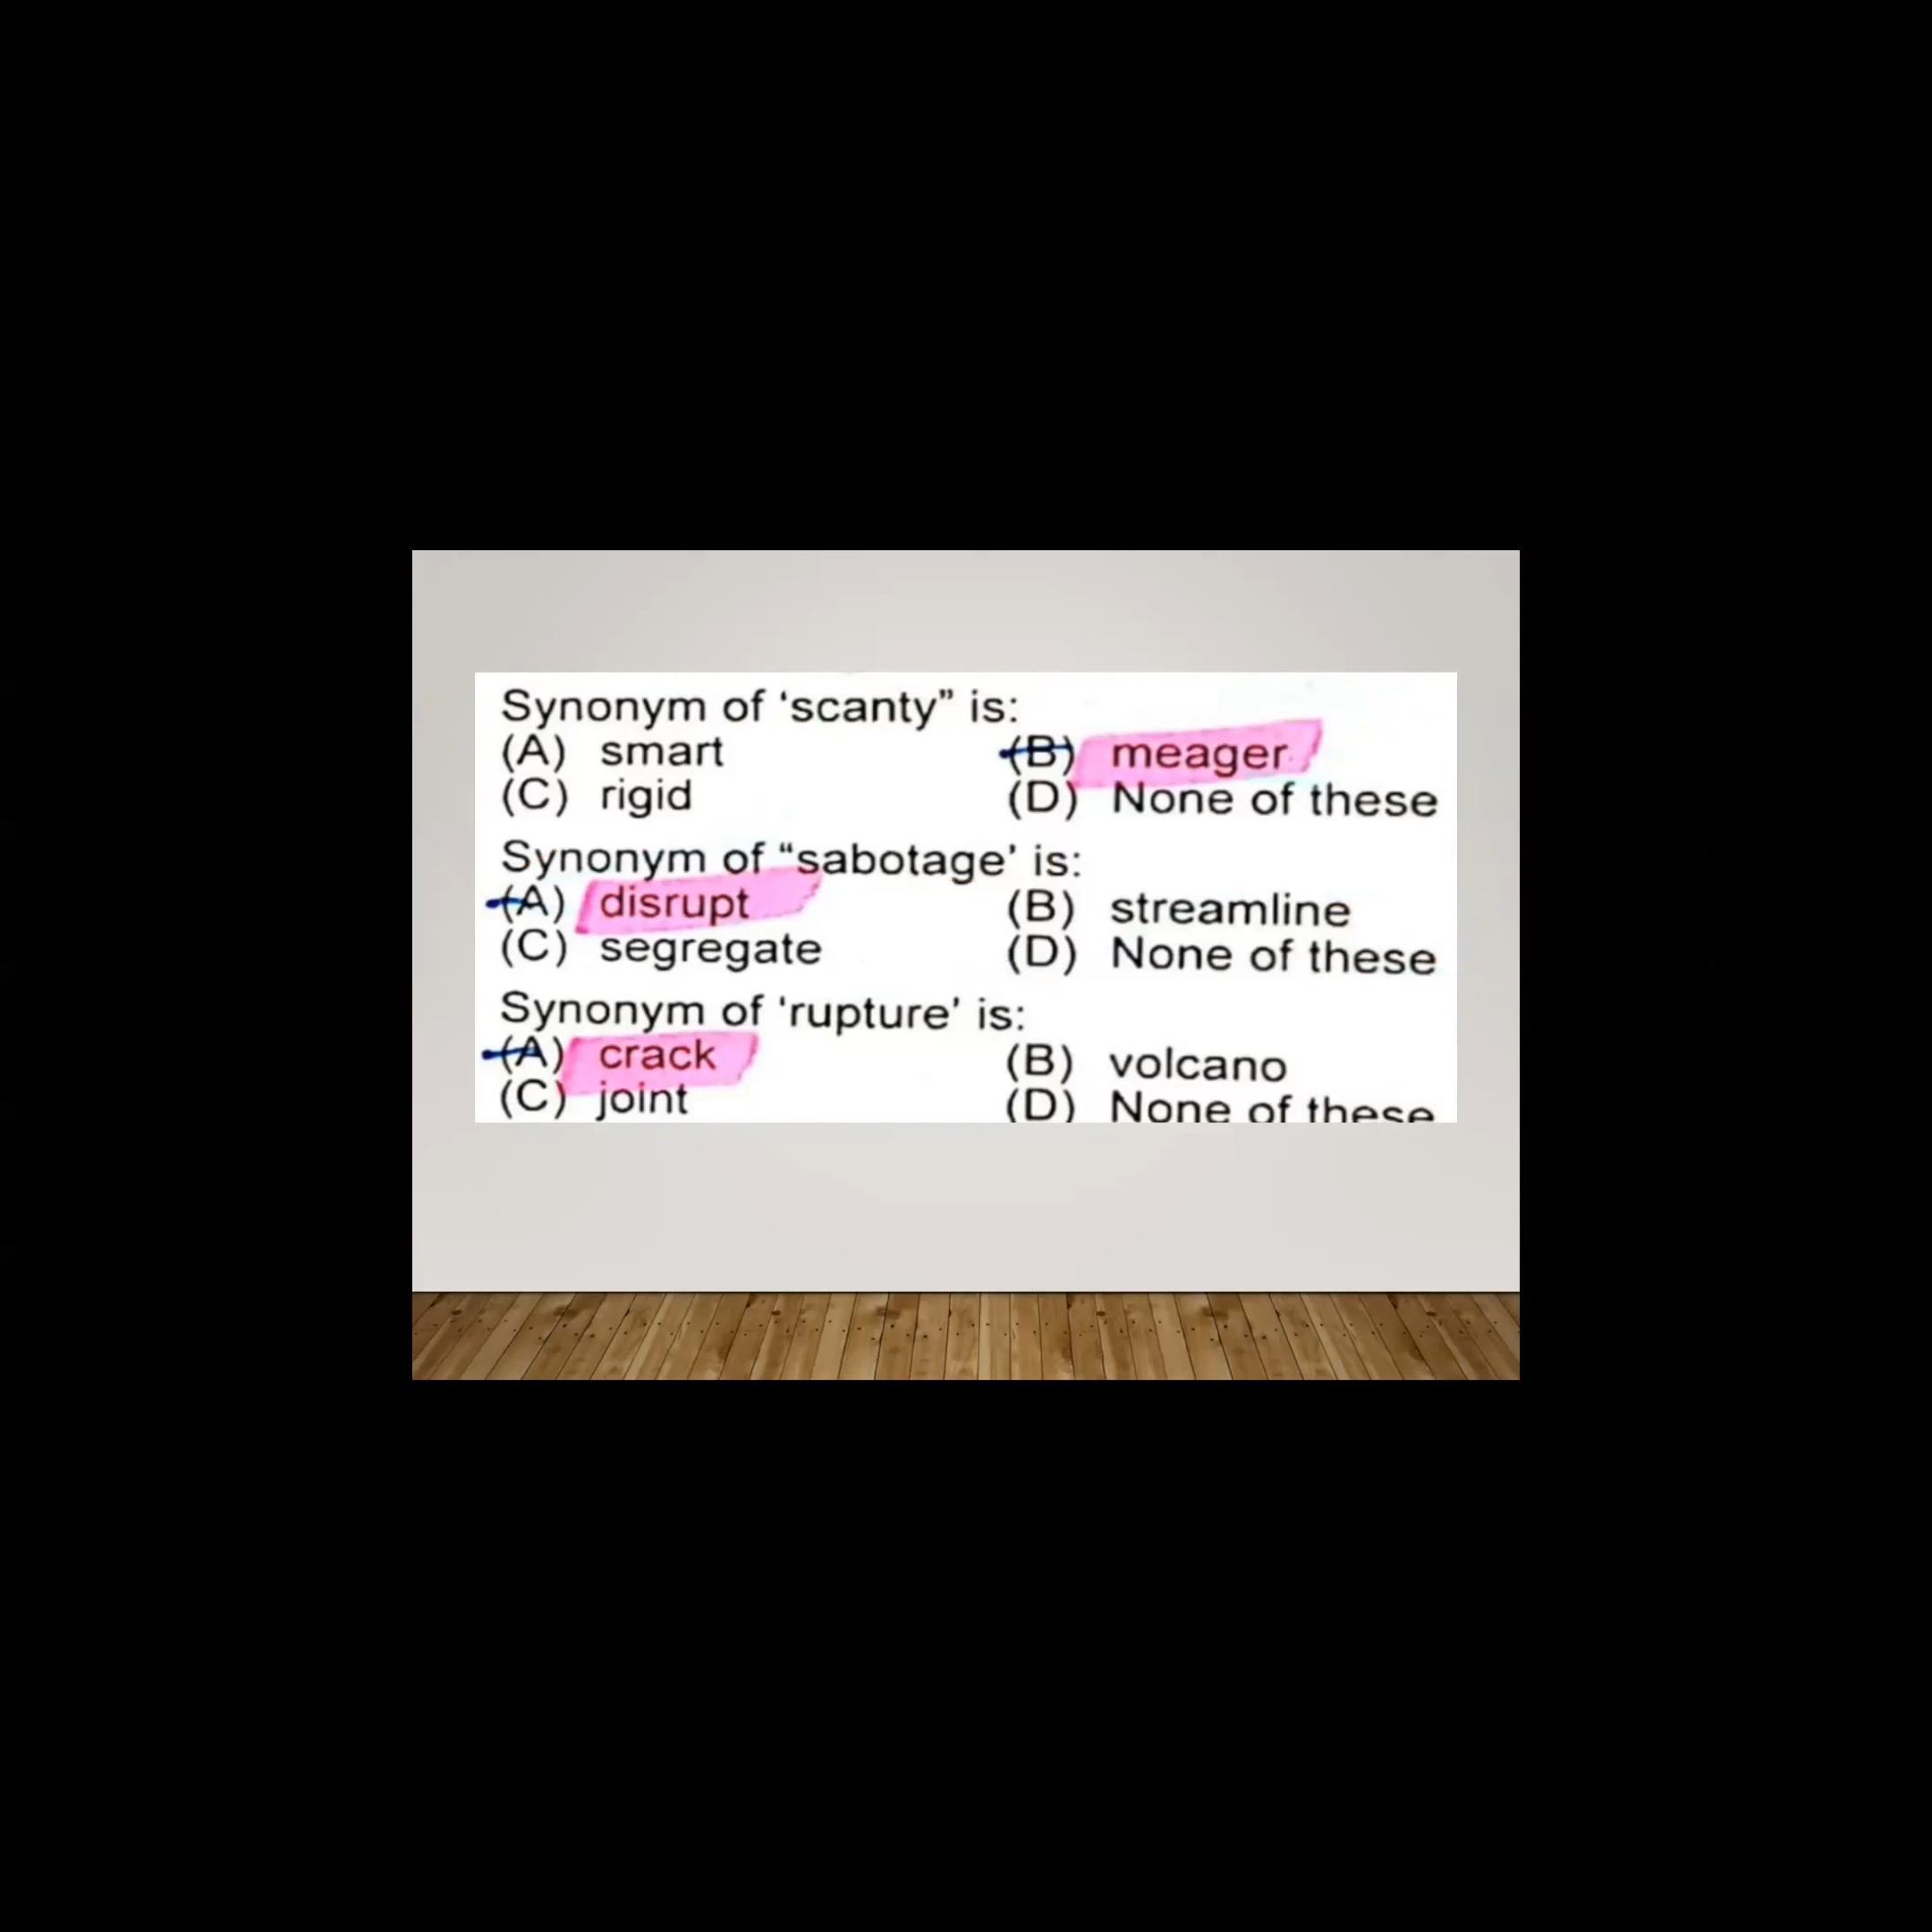 Synonym of ‘scanty” is:
(A) smart (B) meager
(C) rigid (D) None of these
Synonym of “sabotage’ is:
(A) disrupt (B) streamline
(C) segregate (D) None of these
Synonym of ‘rupture’ is:
(A) crack (B) volcano
(C) joint (D) None of these